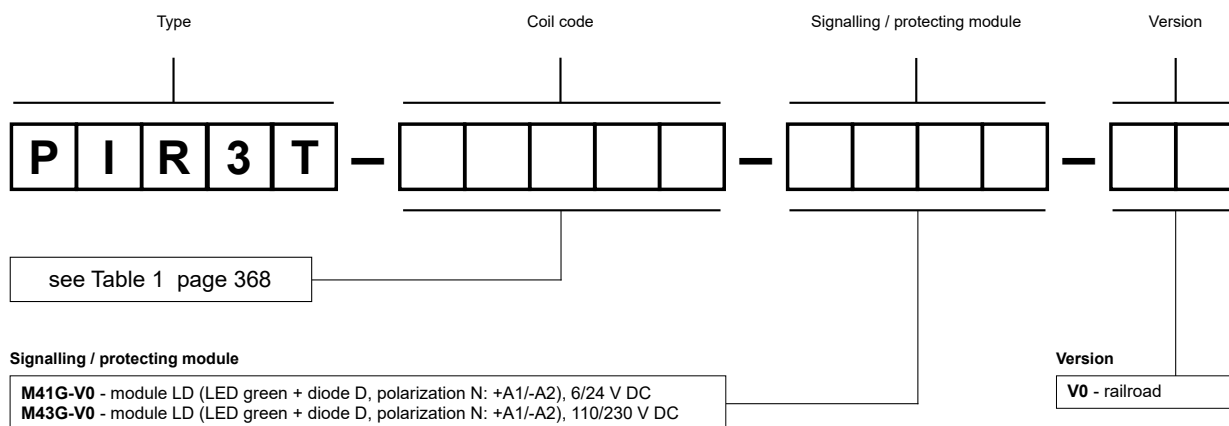 Type Coil code Signalling / protecting module Version
P I R 3 T – – –
see Table 1 page 368
Signalling / protecting module
M41G-V0 - module LD (LED green + diode D, polarization N: +A1/-A2), 6/24 V DC
M43G-V0 - module LD (LED green + diode D, polarization N: +A1/-A2), 110/230 V DC
Version
V0 - railroad